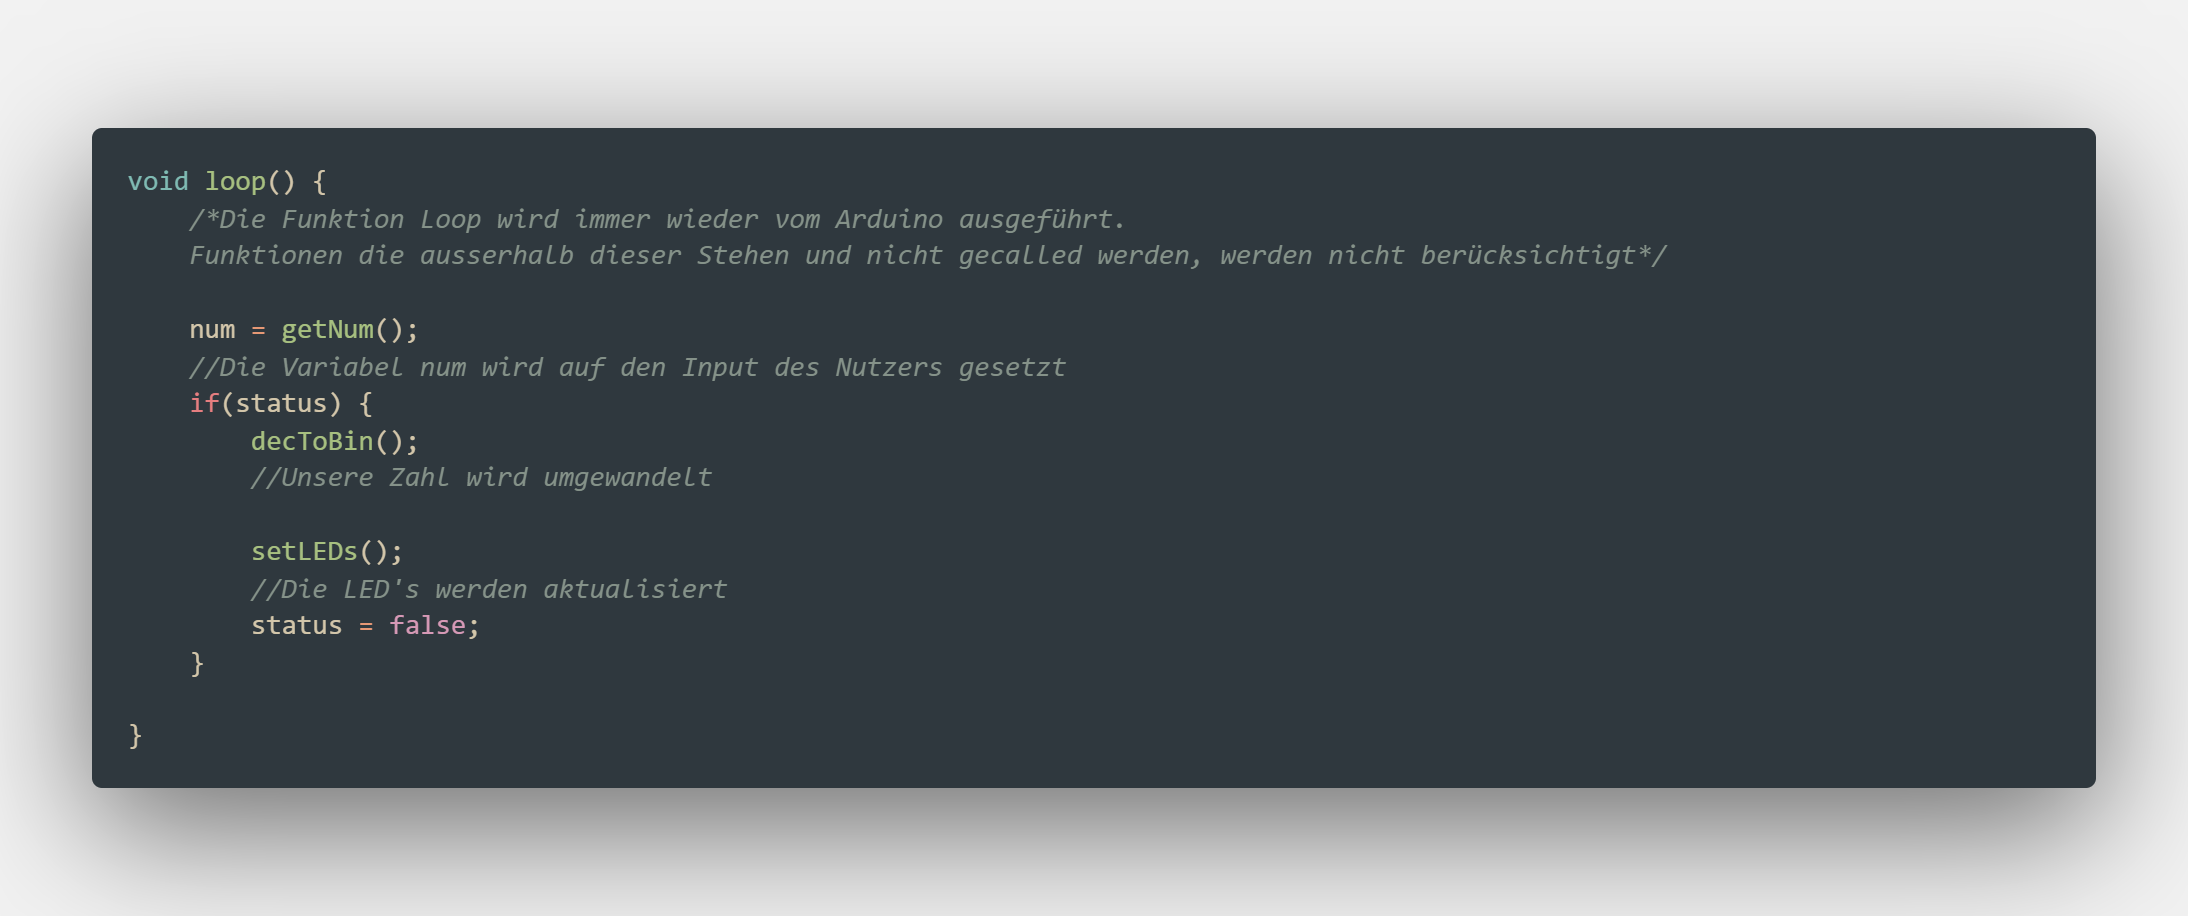 void loop() {
/*Die Funktion Loop wird immer wieder vom Arduino ausgeführt.
Funktionen die ausserhalb dieser Stehen und nicht gecalled werden, werden nicht berücksichtigt*/
num = getNum();
//Die Variabel num wird auf den Input des Nutzers gesetzt
if(status) {
decToBin();
//Unsere Zahl wird umgewandelt
setLEDs();
//Die LED's werden aktualisiert
status = false;
}
}